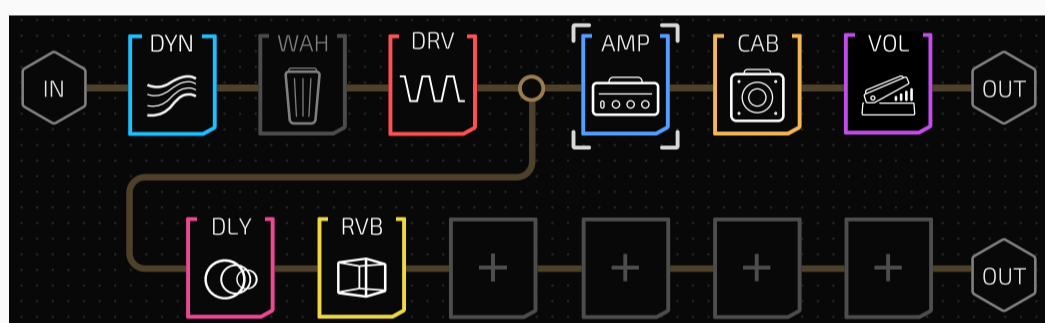 DYN WAH DRV AMP CAB VOL
IN OUT
DLY RVB
+ + + +
OUT